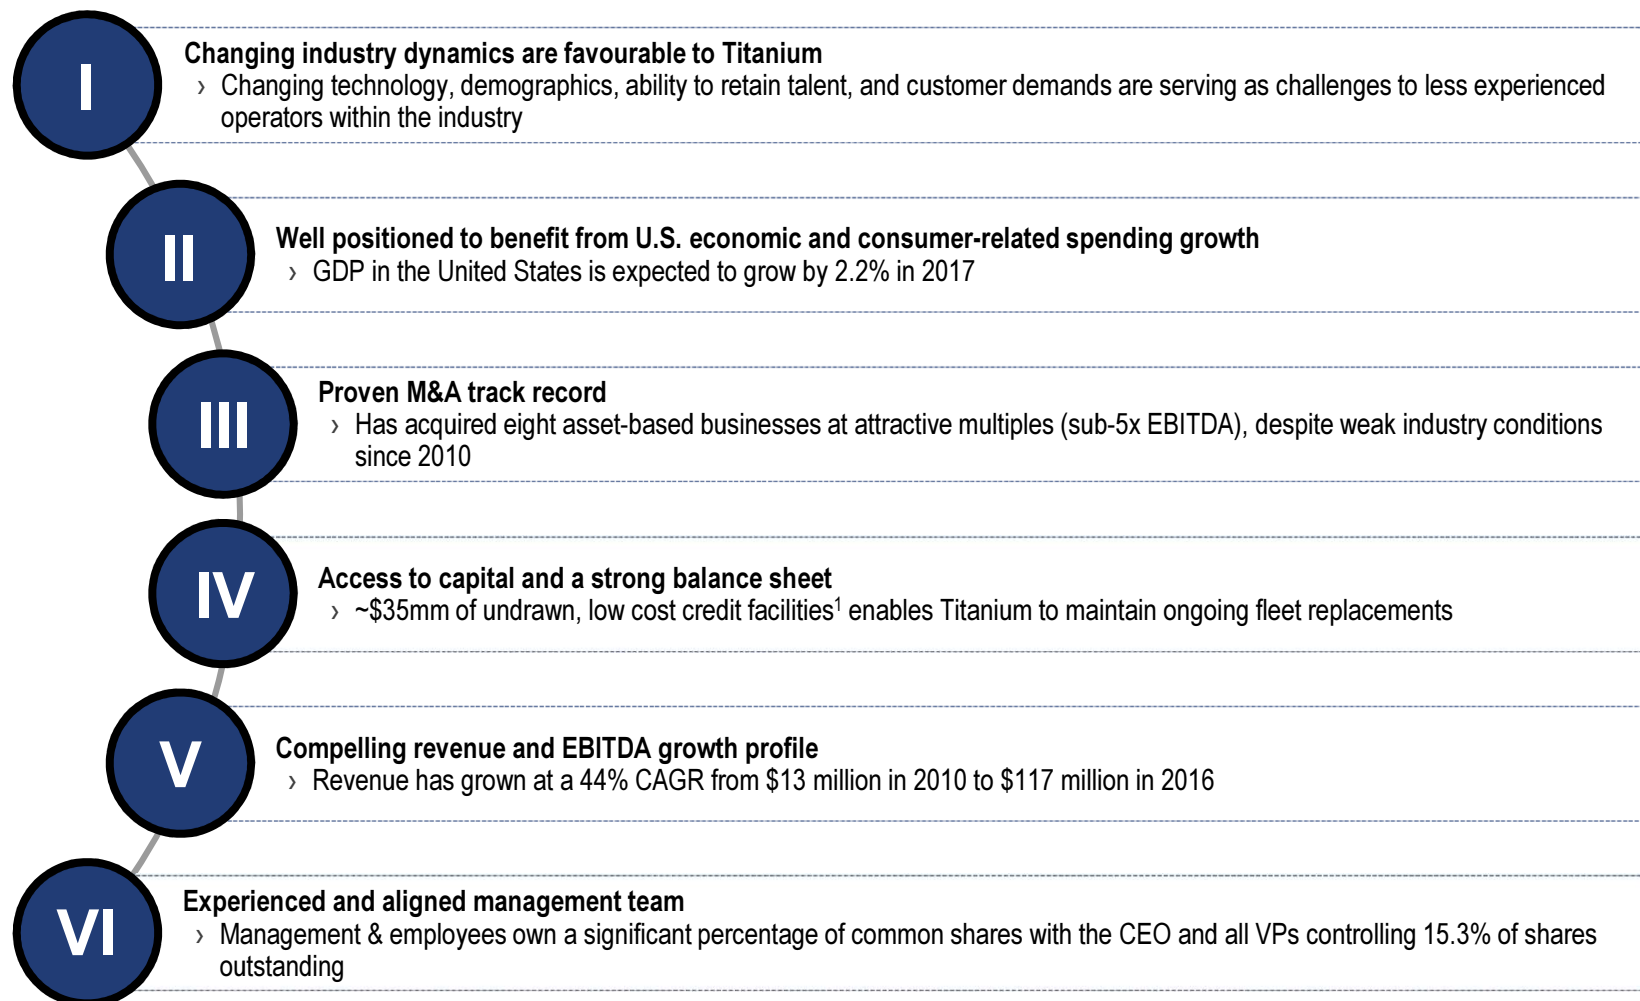 I
Changing industry dynamics are favourable to Titanium
› Changing technology, demographics, ability to retain talent, and customer demands are serving as challenges to less experienced
operators within the industry
II
Well positioned to benefit from U.S. economic and consumer-related spending growth
› GDP in the United States is expected to grow by 2.2% in 2017
III
Proven M&A track record
› Has acquired eight asset-based businesses at attractive multiples (sub-5x EBITDA), despite weak industry conditions
since 2010
IV
Access to capital and a strong balance sheet
› ~$35mm of undrawn, low cost credit facilities¹ enables Titanium to maintain ongoing fleet replacements
V
Compelling revenue and EBITDA growth profile
› Revenue has grown at a 44% CAGR from $13 million in 2010 to $117 million in 2016
VI
Experienced and aligned management team
› Management & employees own a significant percentage of common shares with the CEO and all VPs controlling 15.3% of shares
outstanding